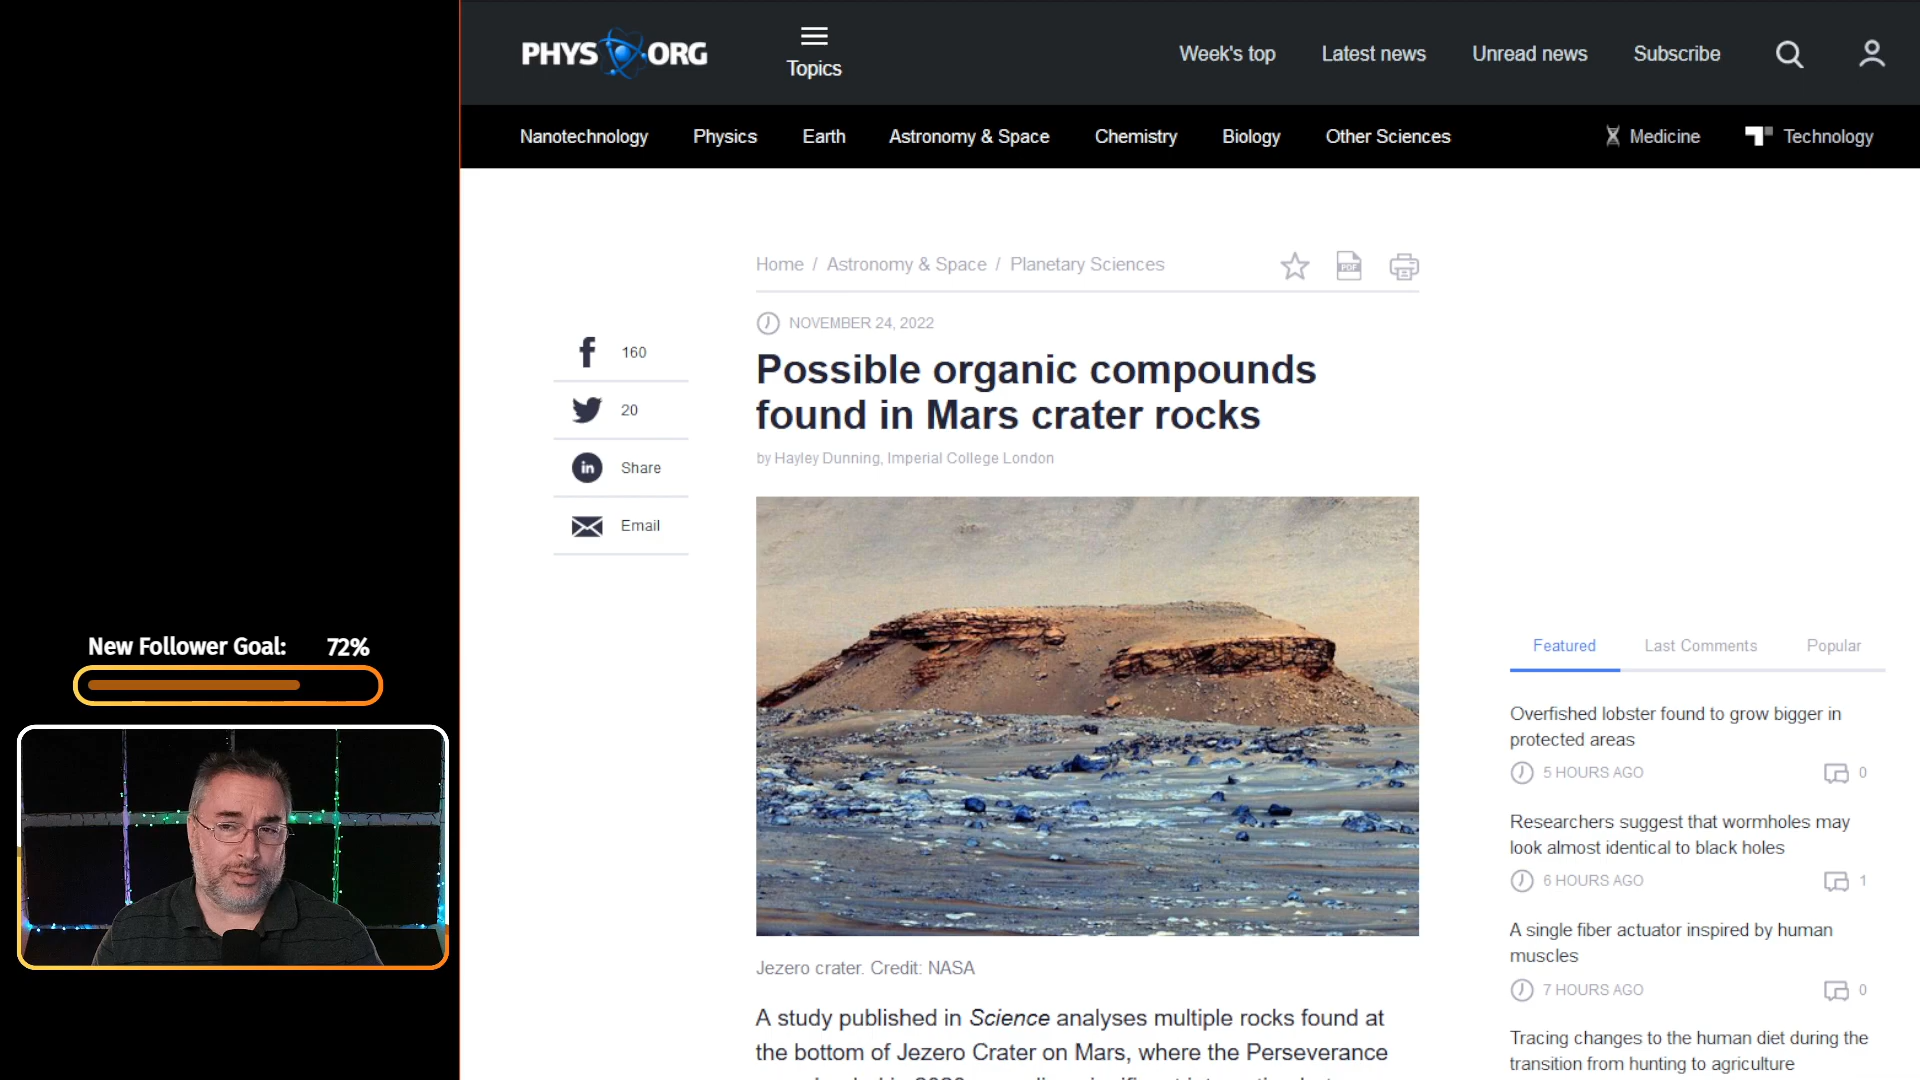 PHYS ORG
Topics
Week's top
Latest news
Unread news
Subscribe
Nanotechnology
Physics
Earth
Astronomy & Space
Chemistry
Biology
Other Sciences
Medicine
Technology
Home / Astronomy & Space / Planetary Sciences
PDF
NOVEMBER 24, 2022
Possible organic compounds
found in Mars crater rocks
by Hayley Dunning, Imperial College London
160
20
in
Share
Email
Jezero crater. Credit: NASA
A study published in Science analyses multiple rocks found at
the bottom of Jezero Crater on Mars, where the Perseverance
Featured
Last Comments
Popular
Overfished lobster found to grow bigger in
protected areas
5 HOURS AGO
0
Researchers suggest that wormholes may
look almost identical to black holes
6 HOURS AGO
1
A single fiber actuator inspired by human
muscles
7 HOURS AGO
0
Tracing changes to the human diet during the
transition from hunting to agriculture
New Follower Goal: 72%